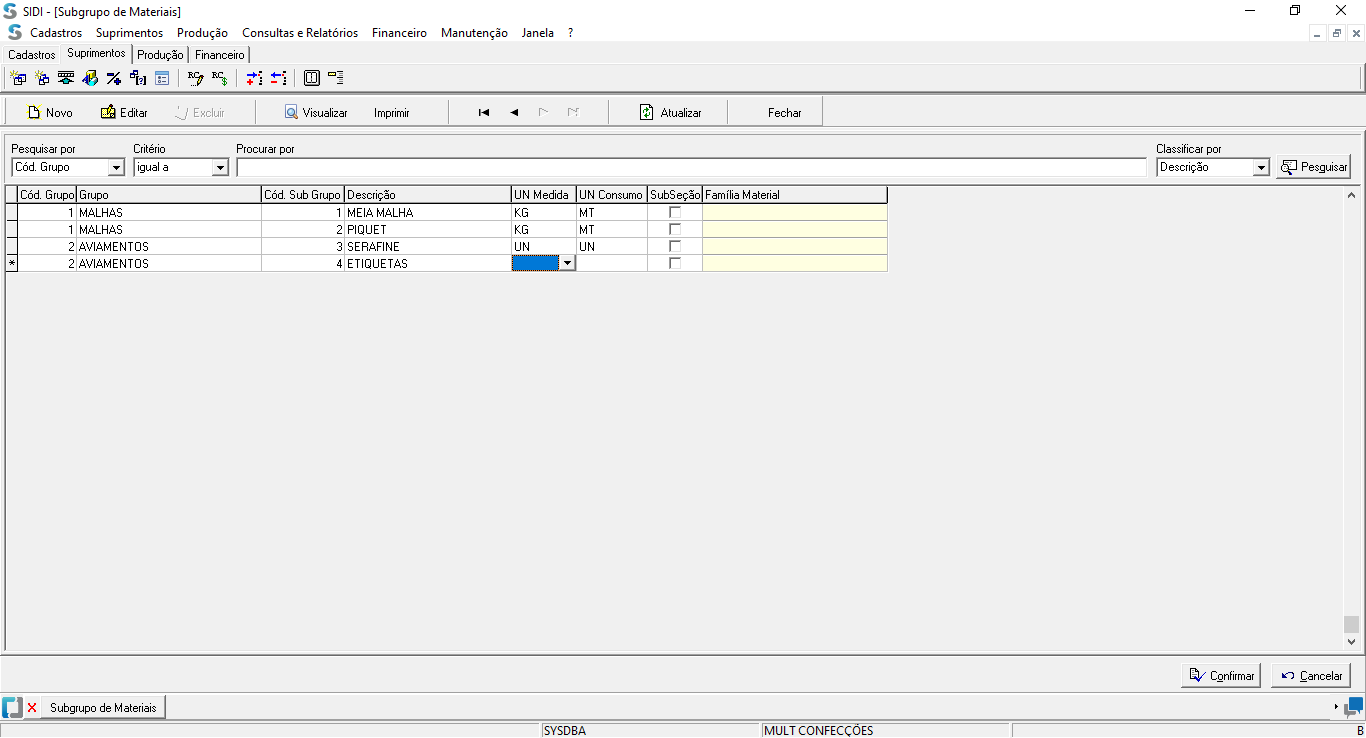 SIDI - [Subgrupo de Materiais]
Cadastros Suprimentos Produção Consultas e Relatórios Financeiro Manutenção Janela ?
Cadastros Suprimentos Produção Financeiro
Novo Editar Excluir Visualizar Imprimir Atualizar Fechar
Pesquisar por Critério Procurar por Classificar por
Cód. Grupo igual a Descrição Pesquisar
Cód. Grupo Grupo Cód. Sub Grupo Descrição UN Medida UN Consumo SubSeção Família Material
1 MALHAS 1 MEIA MALHA KG MT
1 MALHAS 2 PIQUET KG MT
2 AVIAMENTOS 3 SERAFINE UN UN
* 2 AVIAMENTOS 4 ETIQUETAS
Confirmar Cancelar
Subgrupo de Materiais
SYSDBA MULT CONFECÇÕES B